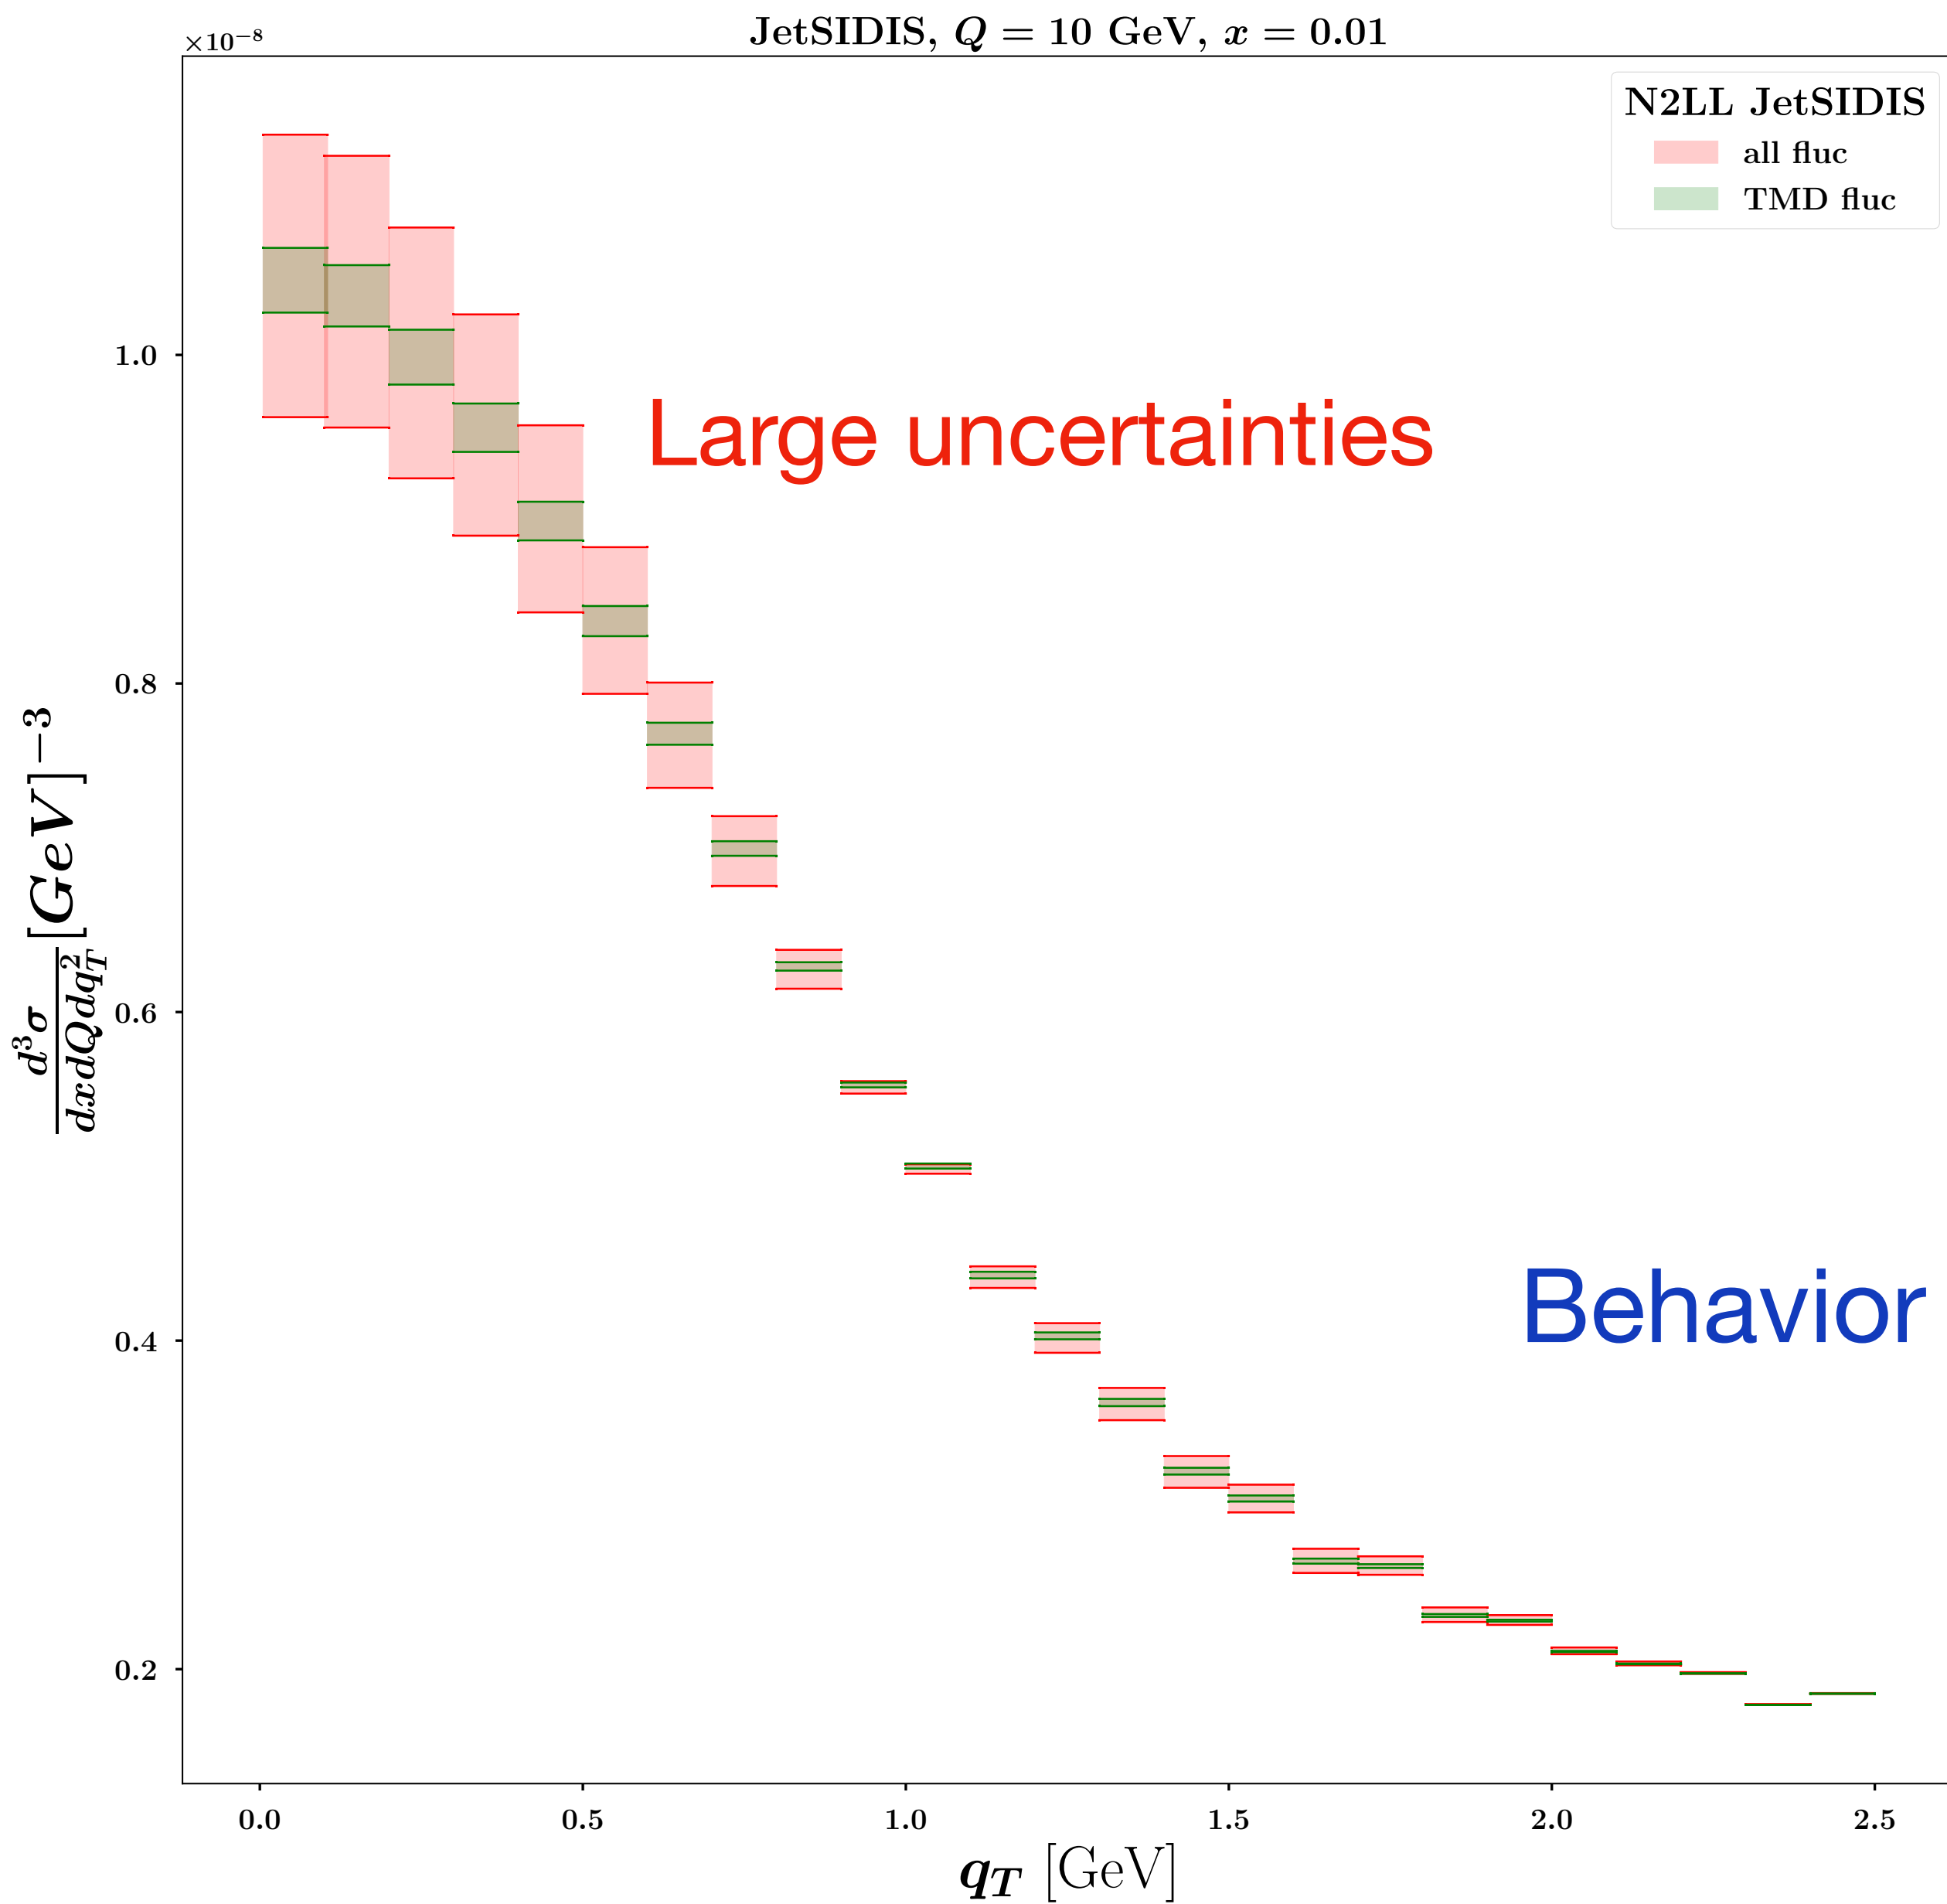 JetSIDIS, Q = 10 GeV, x = 0.01
×10⁻⁸
N2LL JetSIDIS
all fluc
TMD fluc
1.0
Large uncertainties
0.8
d³σ/dxdQdq_T² [GeV]⁻³
0.6
Behavior
0.4
0.2
0.0 0.5 1.0 1.5 2.0 2.5
q_T [GeV]